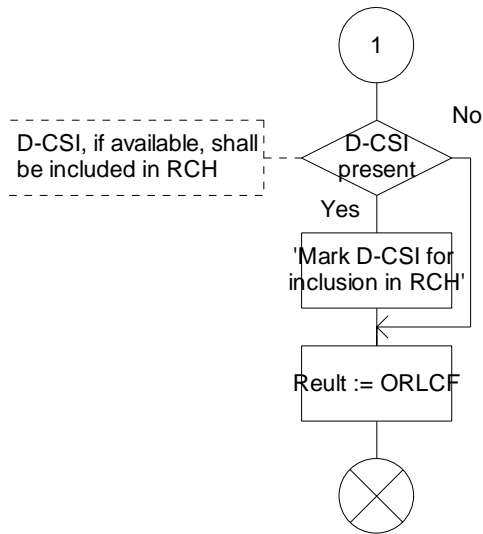 1
No
D-CSI, if available, shall
be included in RCH
D-CSI
present
Yes
'Mark D-CSI for
inclusion in RCH'
Reult := ORLCF